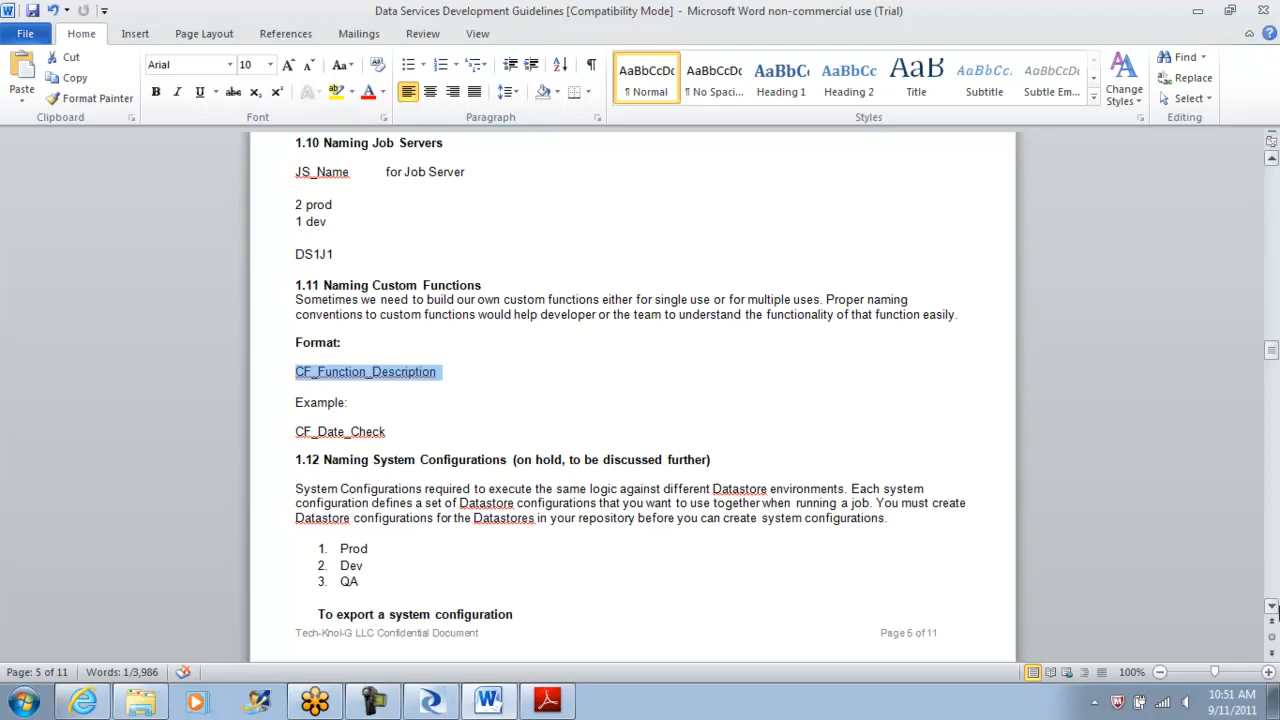 Data Services Development Guidelines [Compatibility Mode] - Microsoft Word non-commercial use (Trial)
File Home Insert Page Layout References Mailings Review View
Paste Cut Copy Format Painter
Arial 10
AaBbCcDc AaBbCcDc AaBbCc AaBbCc AaB AaBbCcL AaBbCcDc
¶ Normal ¶ No Spaci... Heading 1 Heading 2 Title Subtitle Subtle Em...
Change Styles
Find Replace Select
Clipboard Font Paragraph Styles Editing
1.10 Naming Job Servers
JS_Name for Job Server
2 prod
1 dev
DS1J1
1.11 Naming Custom Functions
Sometimes we need to build our own custom functions either for single use or for multiple uses. Proper naming
conventions to custom functions would help developer or the team to understand the functionality of that function easily.
Format:
CF_Function_Description
Example:
CF_Date_Check
1.12 Naming System Configurations (on hold, to be discussed further)
System Configurations required to execute the same logic against different Datastore environments. Each system
configuration defines a set of Datastore configurations that you want to use together when running a job. You must create
Datastore configurations for the Datastores in your repository before you can create system configurations.
1. Prod
2. Dev
3. QA
To export a system configuration
Tech-Knol-G LLC Confidential Document Page 5 of 11
Page: 5 of 11 Words: 1/3,986 100%
10:51 AM
9/11/2011